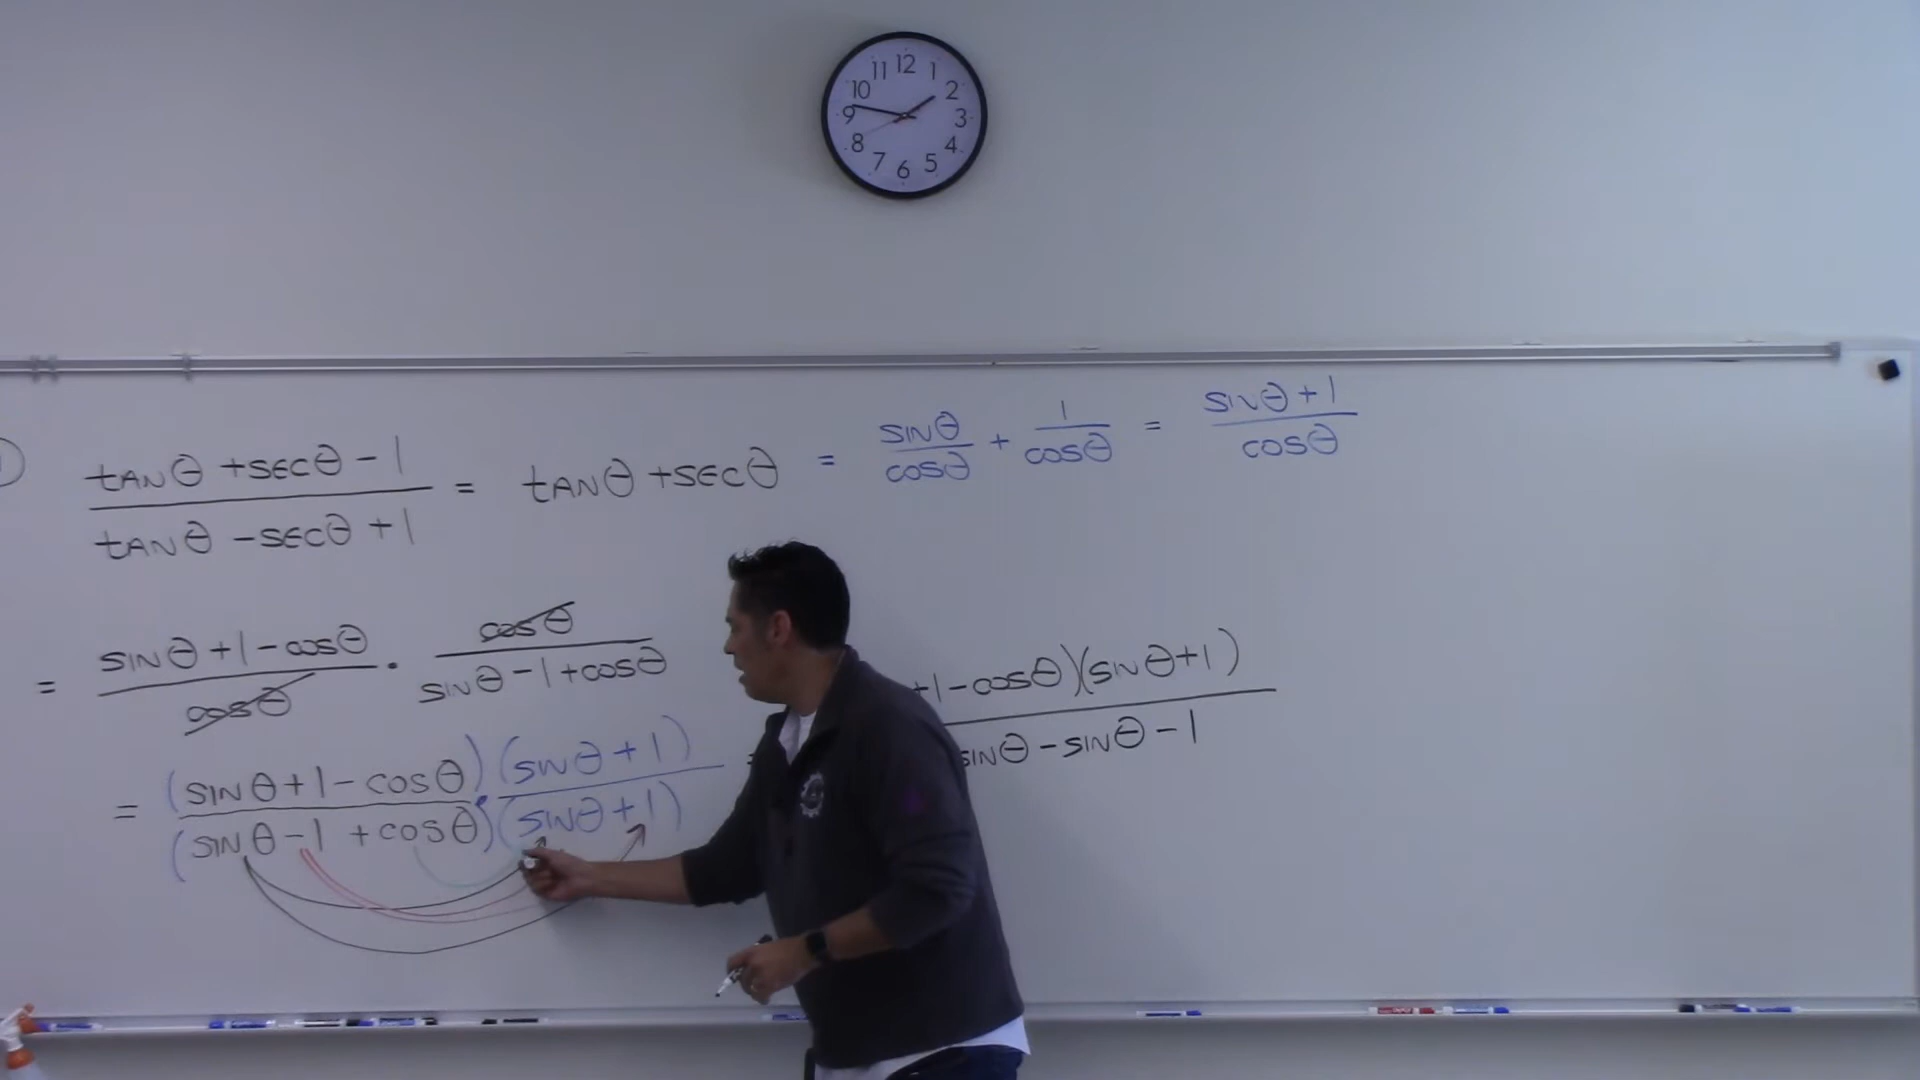 12
11 1
10 2
9 3
8 4
7 5
6
tanθ + secθ - 1 / tanθ - secθ + 1 = tanθ + secθ = sinθ/cosθ + 1/cosθ = sinθ + 1 / cosθ
= sinθ + 1 - cosθ / cosθ · cosθ / sinθ - 1 + cosθ
+ 1 - cosθ)(sinθ + 1) / sinθ - sinθ - 1
= (sinθ + 1 - cosθ) / (sinθ - 1 + cosθ) · (sinθ + 1) / (sinθ + 1) =